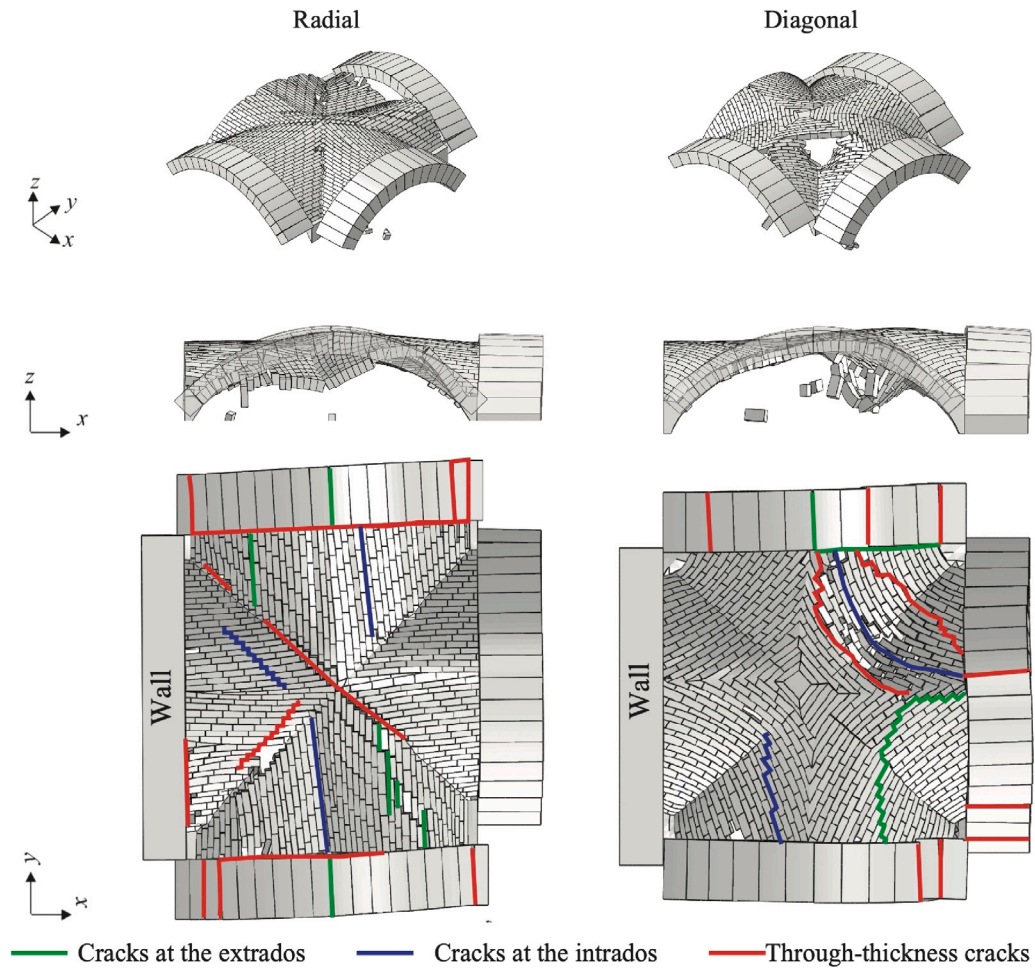 Radial
Diagonal
z
y
x
z
x
Wall
Wall
y
x
Cracks at the extrados
Cracks at the intrados
Through-thickness cracks